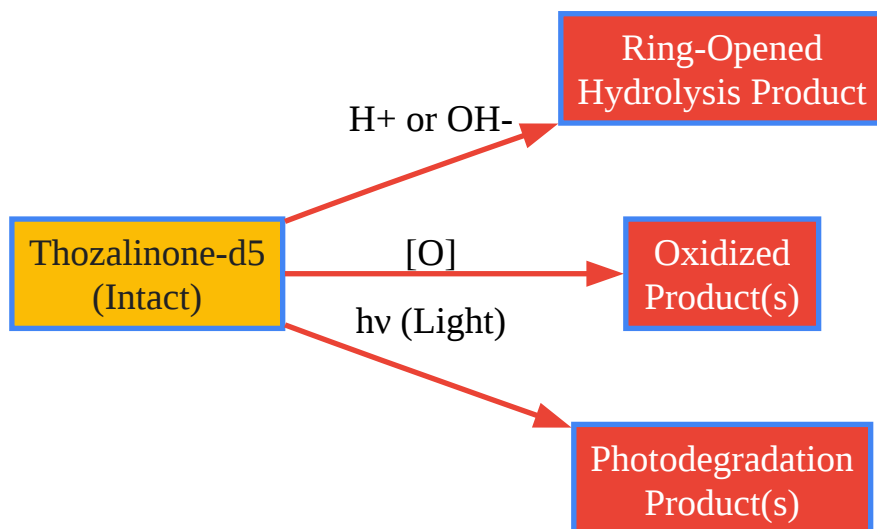 Ring-Opened
Hydrolysis Product
H+ or OH-
Thozalinone-d5
(Intact)
[O]
Oxidized
Product(s)
hν (Light)
Photodegradation
Product(s)